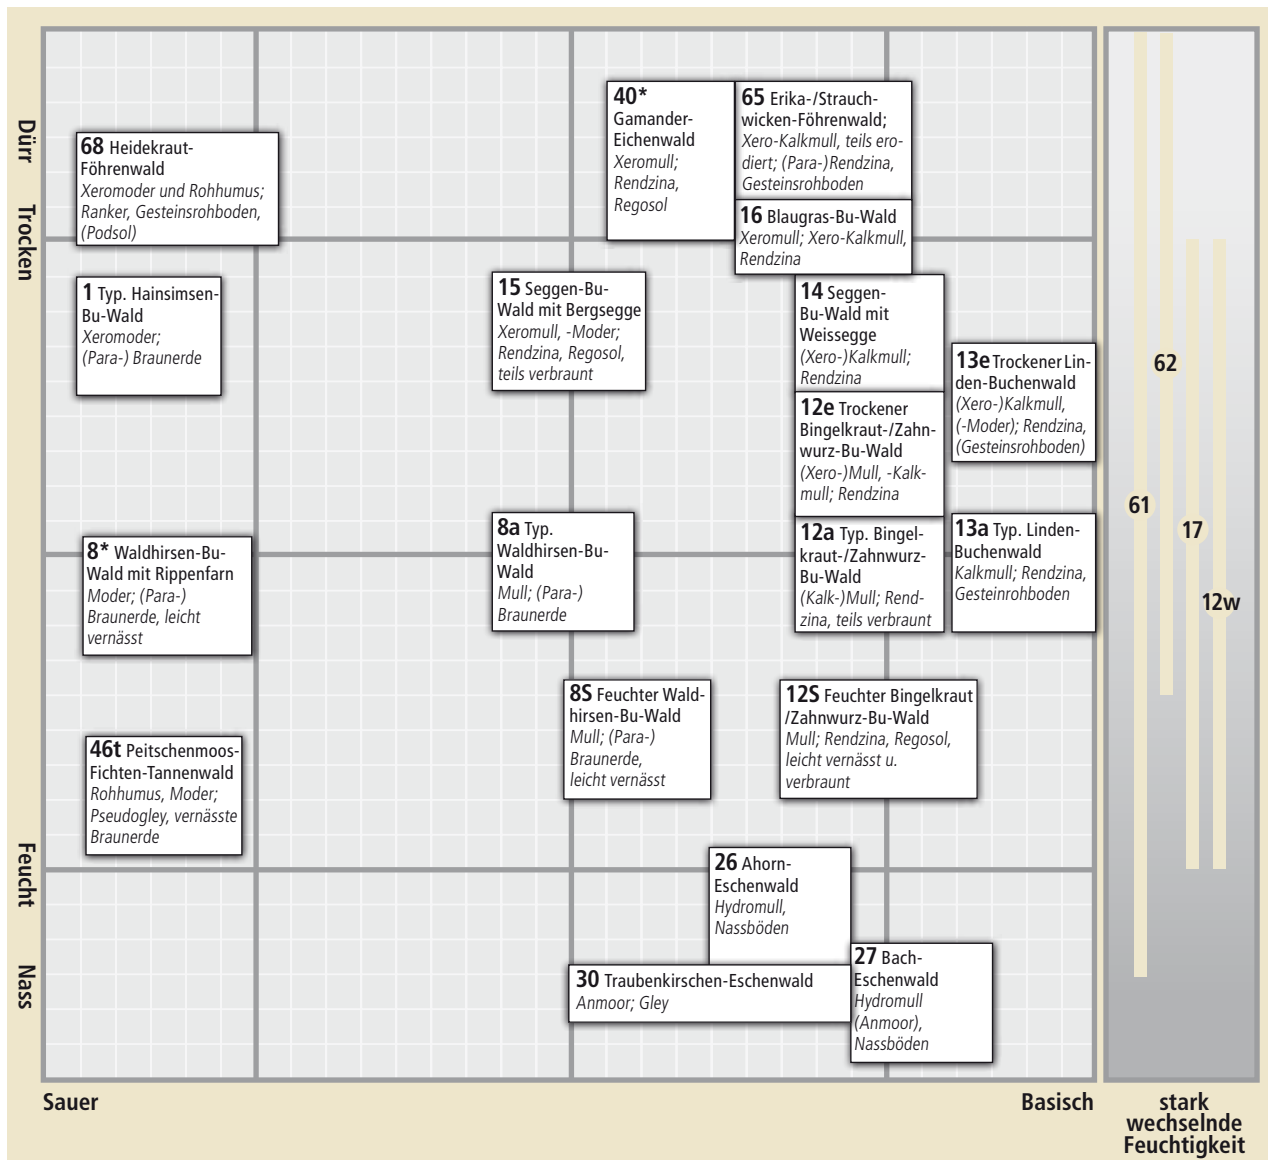 Dürr
Trocken
Feucht
Nass
40*
Gamander-
Eichenwald
Xeromull;
Rendzina,
Regosol
65 Erika-/Strauch-
wicken-Föhrenwald;
Xero-Kalkmull, teils ero-
diert; (Para-)Rendzina,
Gesteinsrohboden
68 Heidekraut-
Föhrenwald
Xeromoder und Rohhumus;
Ranker, Gesteinsrohboden,
(Podsol)
16 Blaugras-Bu-Wald
Xeromull; Xero-Kalkmull,
Rendzina
1 Typ. Hainsimsen-
Bu-Wald
Xeromoder;
(Para-) Braunerde
15 Seggen-Bu-
Wald mit Bergsegge
Xeromull, -Moder;
Rendzina, Regosol,
teils verbraunt
14 Seggen-
Bu-Wald mit
Weissegge
(Xero-)Kalkmull;
Rendzina
13e Trockener Lin-
den-Buchenwald
(Xero-)Kalkmull,
(-Moder); Rendzina,
(Gesteinsrohboden)
12e Trockener
Bingelkraut-/Zahn-
wurz-Bu-Wald
(Xero-)Mull, -Kalk-
mull; Rendzina
8* Waldhirsen-Bu-
Wald mit Rippenfarn
Moder; (Para-)
Braunerde, leicht
vernässt
8a Typ.
Waldhirsen-Bu-
Wald
Mull; (Para-)
Braunerde
12a Typ. Bingel-
kraut-/Zahnwurz-
Bu-Wald
(Kalk-)Mull; Rend-
zina, teils verbraunt
13a Typ. Linden-
Buchenwald
Kalkmull; Rendzina,
Gesteinrohboden
8S Feuchter Wald-
hirsen-Bu-Wald
Mull; (Para-)
Braunerde,
leicht vernässt
12S Feuchter Bingelkraut
/Zahnwurz-Bu-Wald
Mull; Rendzina, Regosol,
leicht vernässt u.
verbraunt
46t Peitschenmoos-
Fichten-Tannenwald
Rohhumus, Moder;
Pseudogley, vernässte
Braunerde
26 Ahorn-
Eschenwald
Hydromull,
Nassböden
30 Traubenkirschen-Eschenwald
Anmoor; Gley
27 Bach-
Eschenwald
Hydromull
(Anmoor),
Nassböden
62
61
17
12w
Sauer
Basisch
stark
wechselnde
Feuchtigkeit